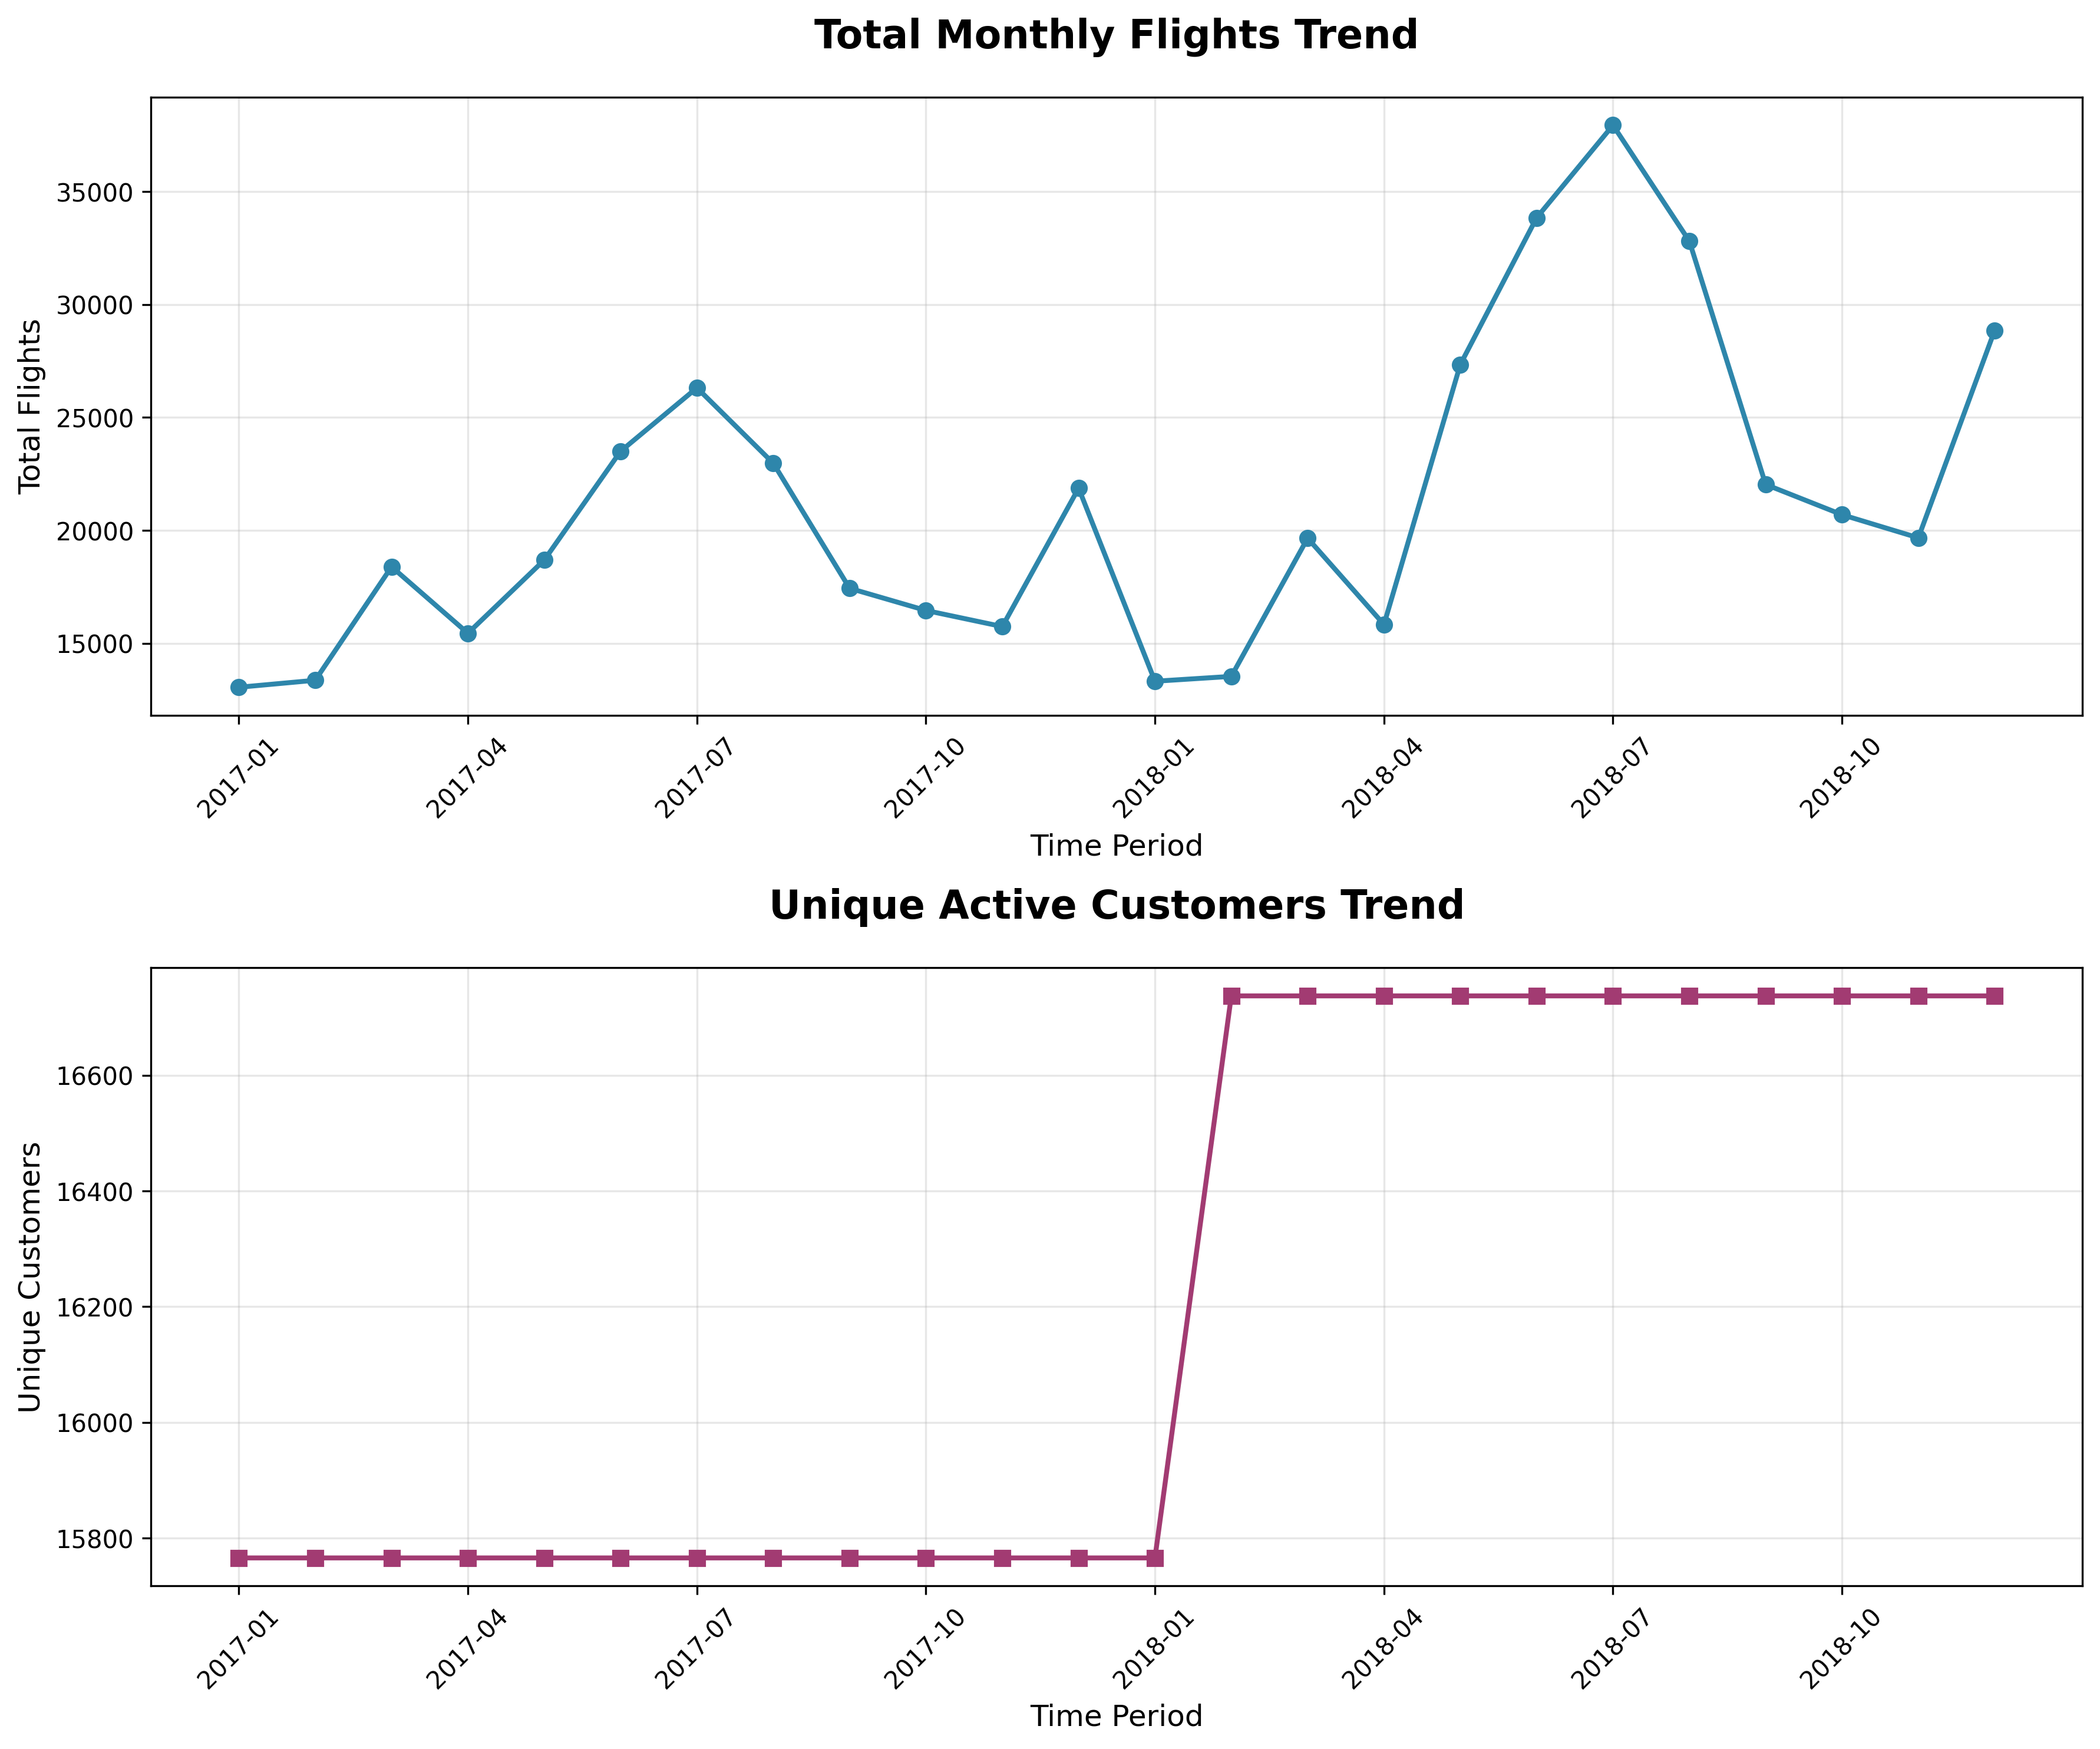 Total Monthly Flights Trend
35000
30000
25000
20000
15000
Total Flights
2017-01 2017-04 2017-07 2017-10 2018-01 2018-04 2018-07 2018-10
Time Period
Unique Active Customers Trend
16600
16400
16200
16000
15800
Unique Customers
2017-01 2017-04 2017-07 2017-10 2018-01 2018-04 2018-07 2018-10
Time Period